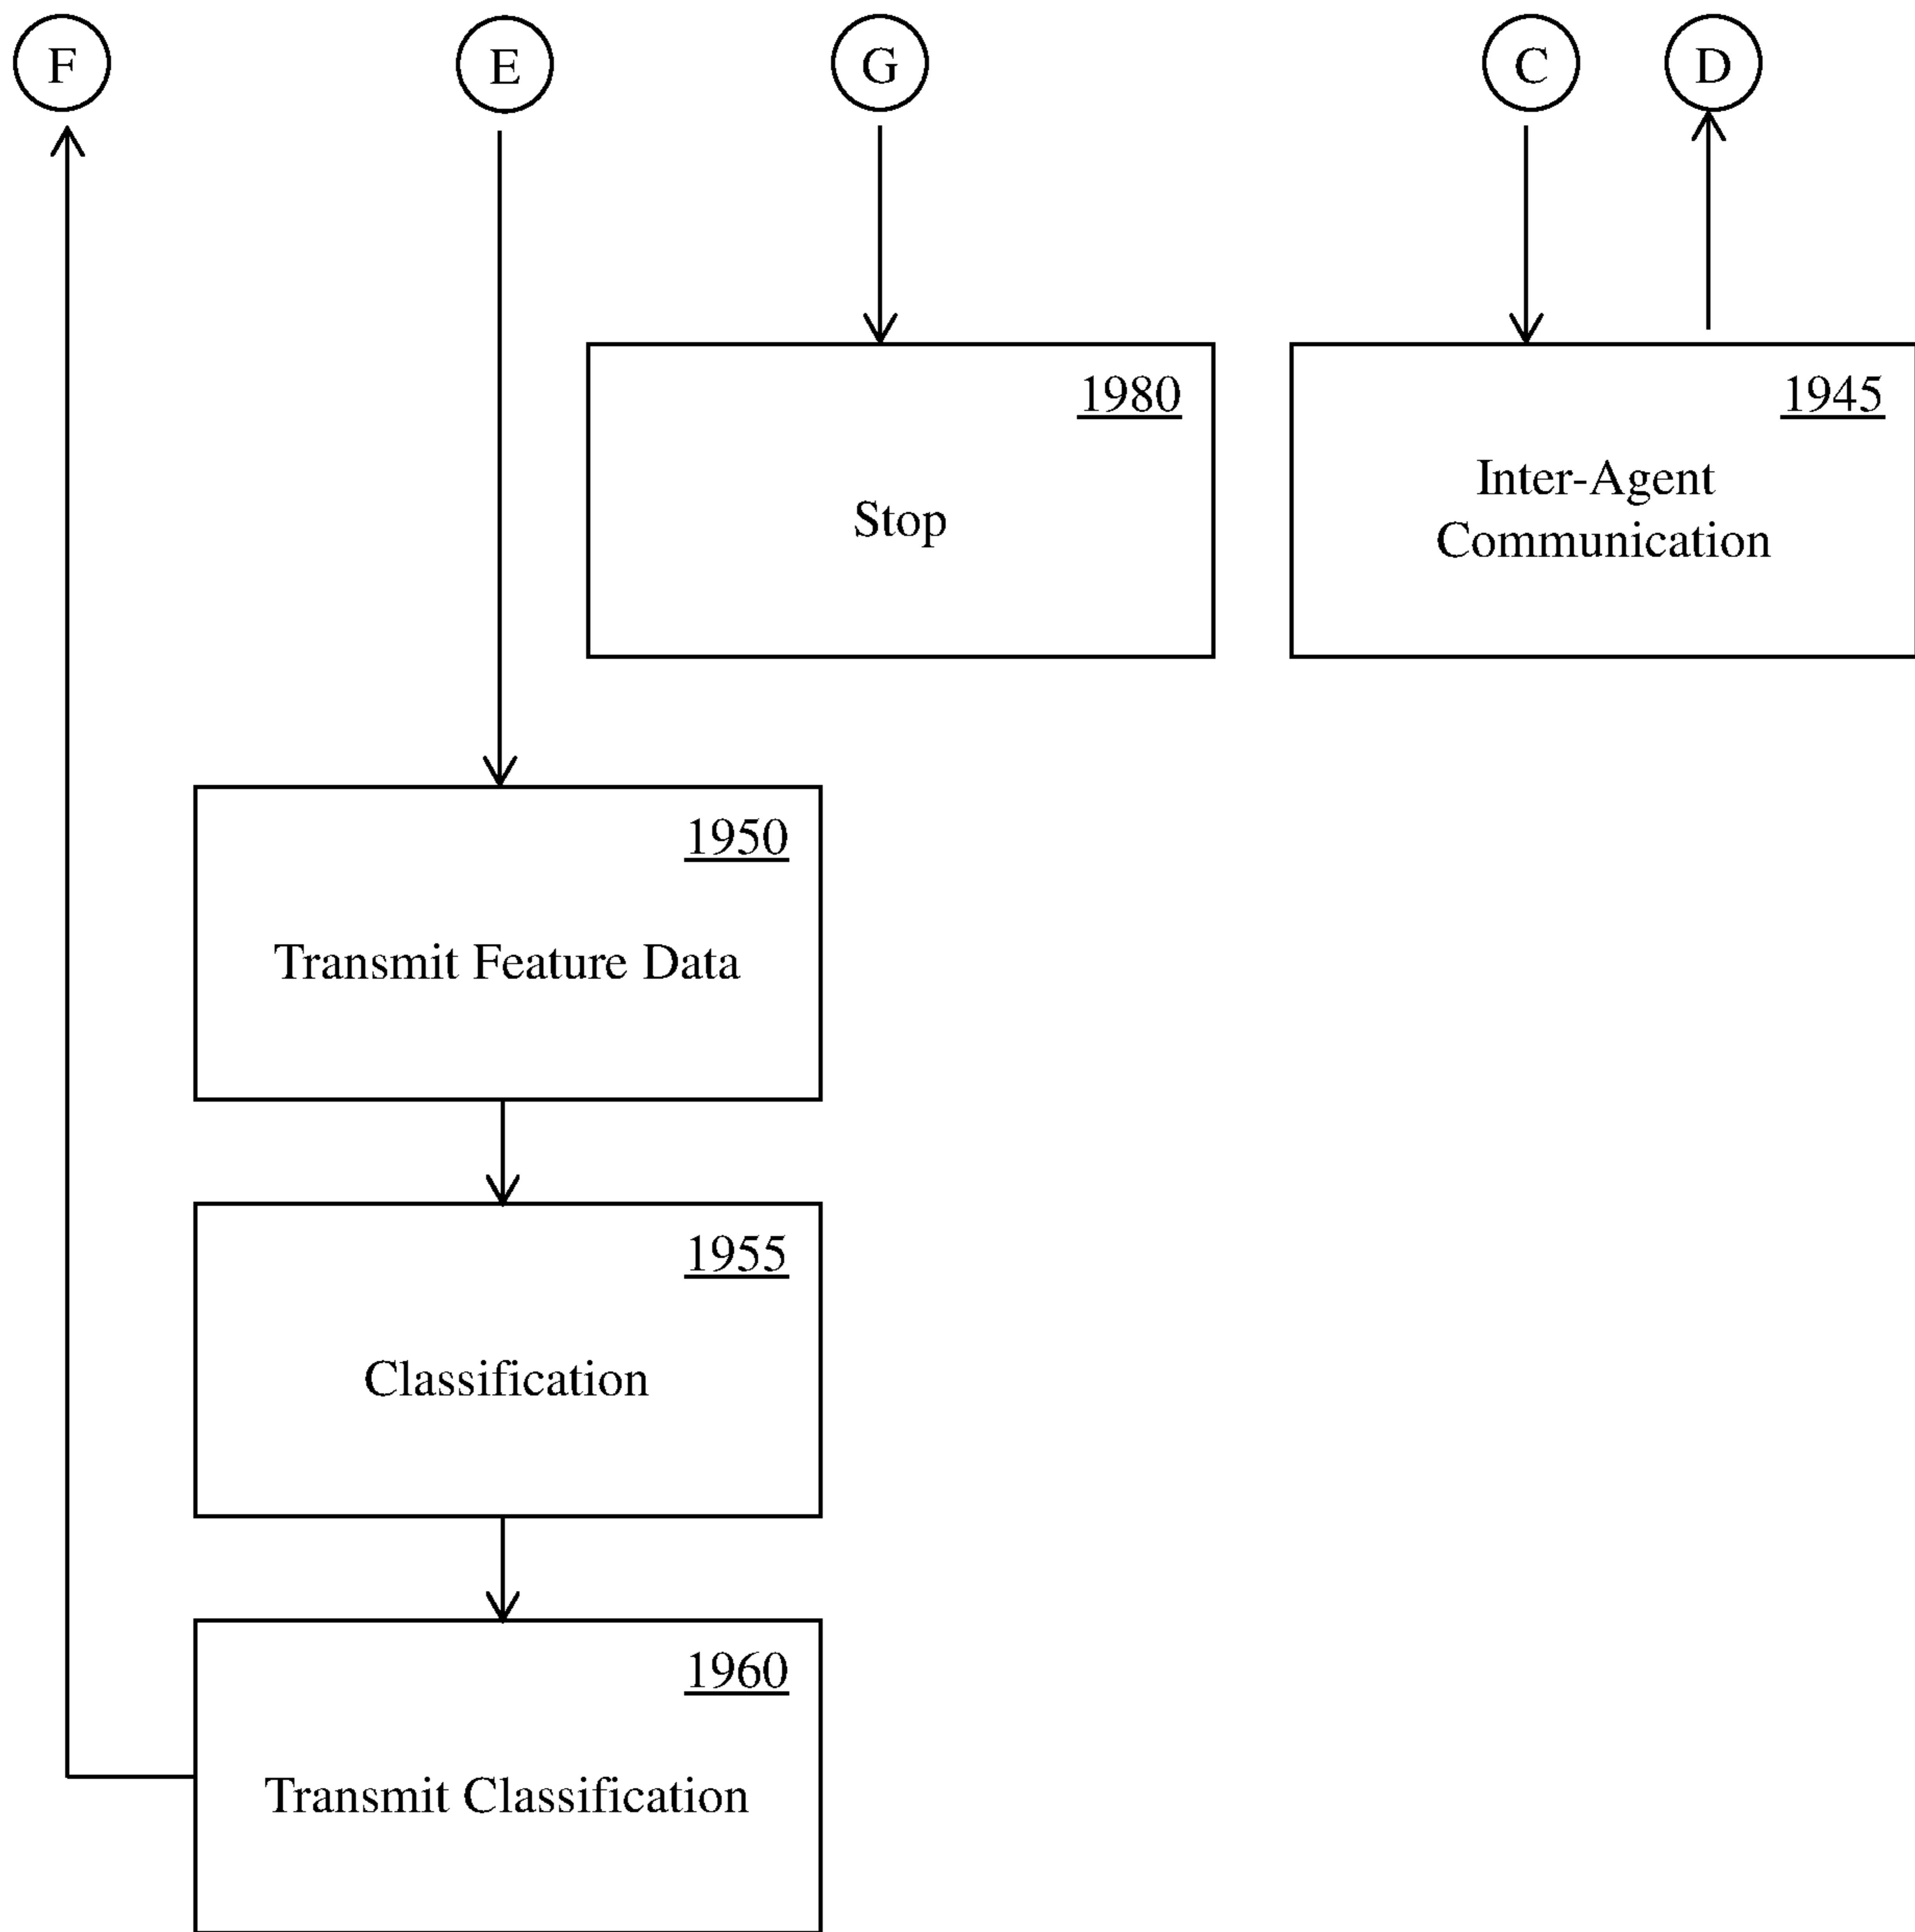 F
E
G
C
D
1980
Stop
1945
Inter-Agent
Communication
1950
Transmit Feature Data
1955
Classification
1960
Transmit Classification